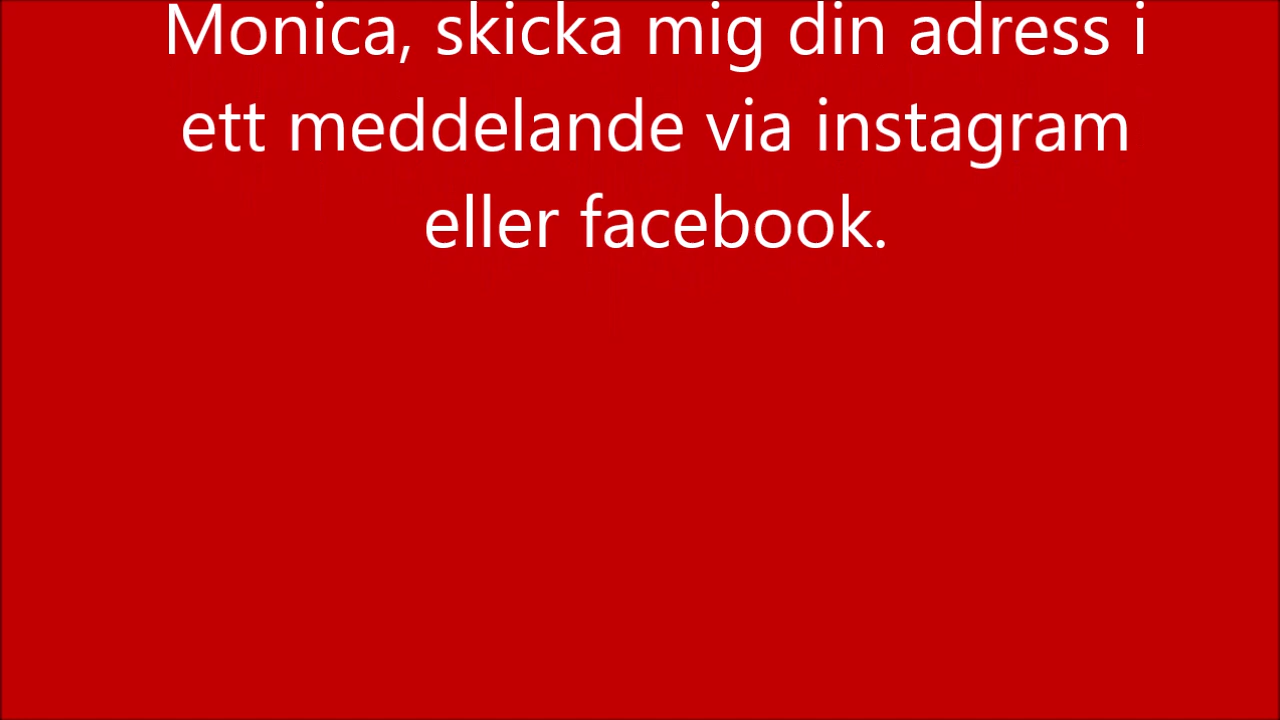 Monica, skicka mig din adress i
ett meddelande via instagram
eller facebook.